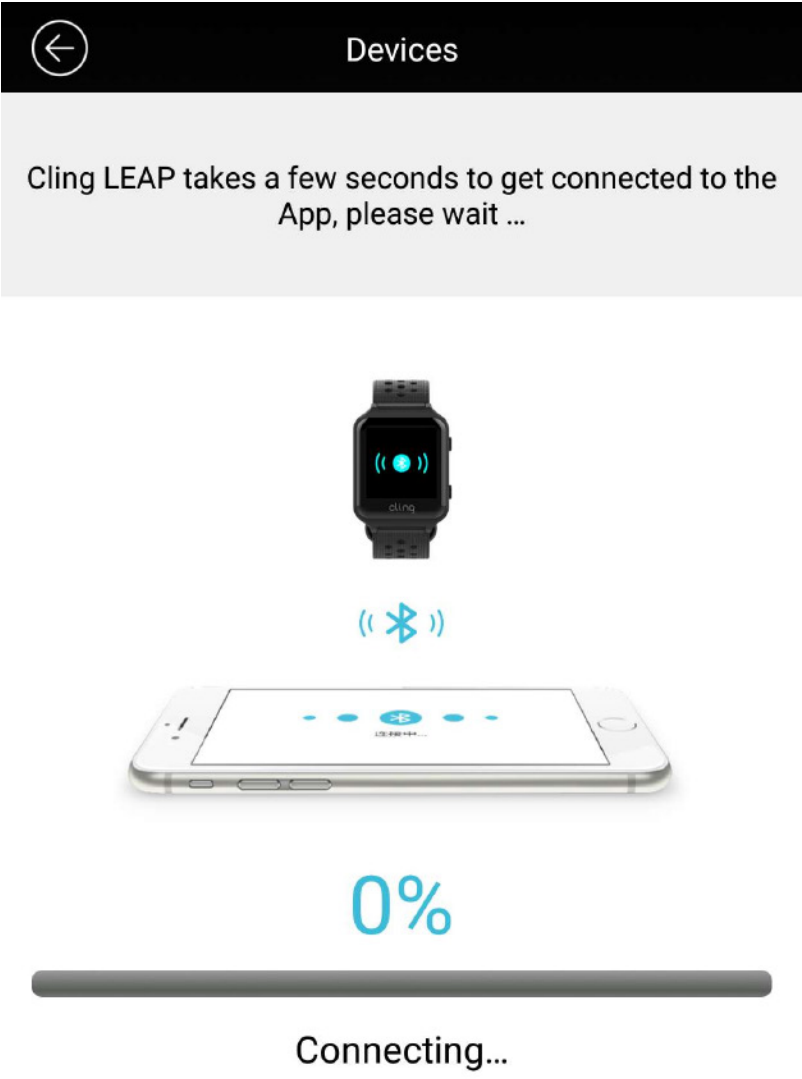 Devices
Cling LEAP takes a few seconds to get connected to the
App, please wait ...
cling
连接中...
0%
Connecting...